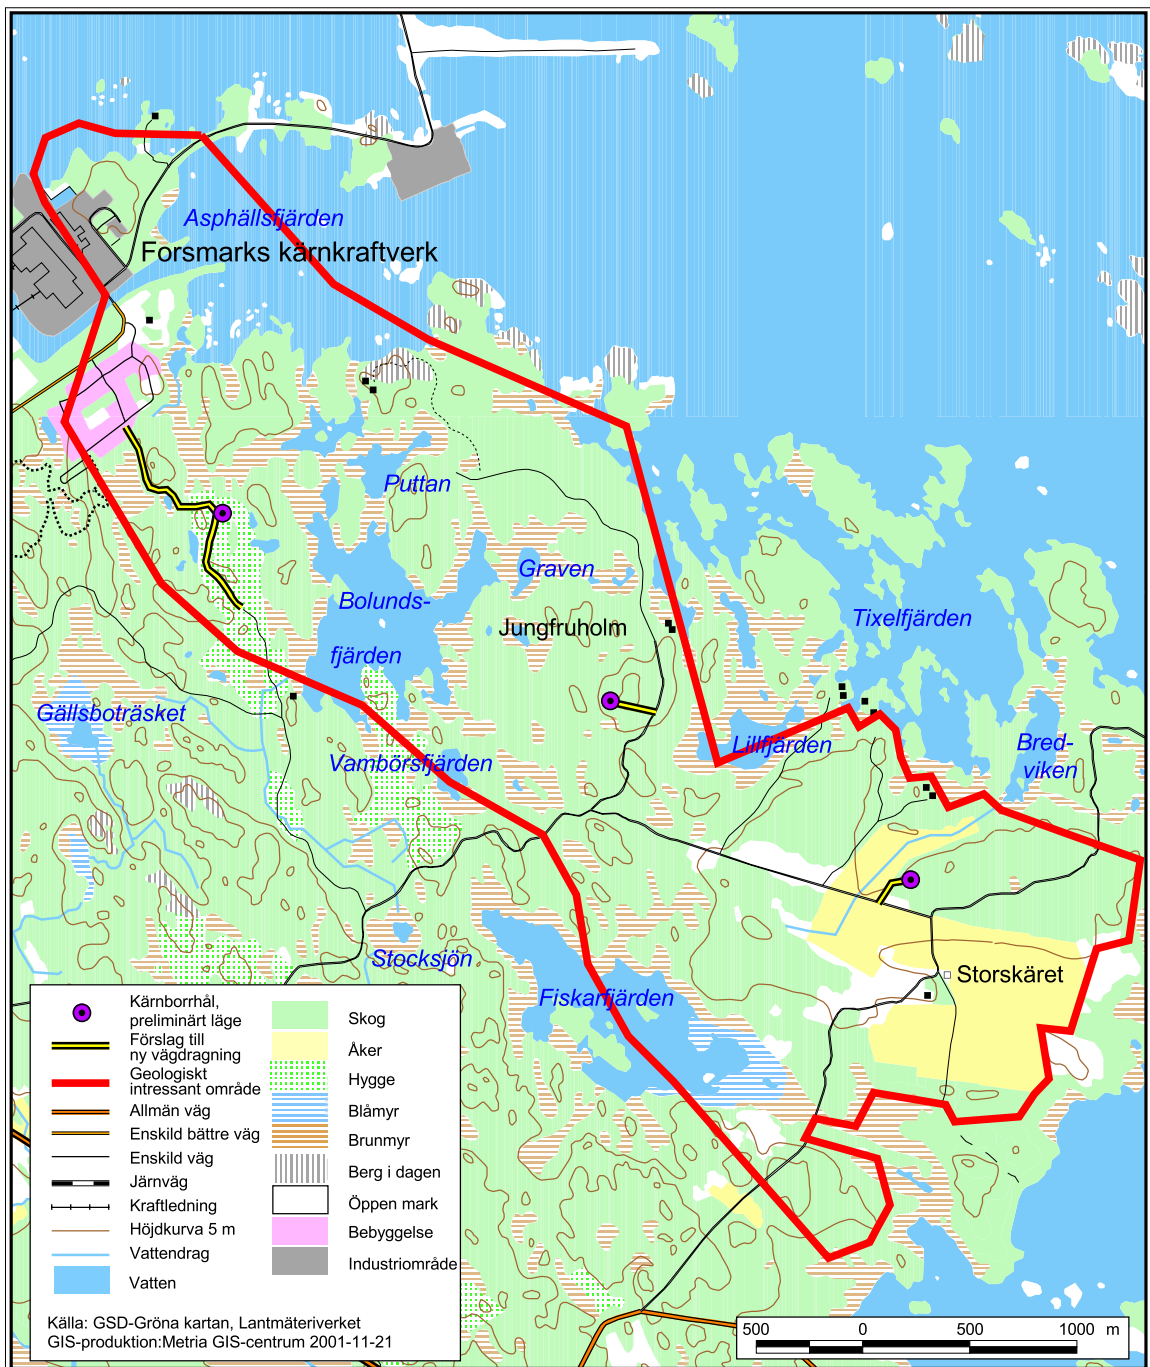 Asphällsfjärden
Forsmarks kärnkraftverk
Puttan
Graven
Bolunds-
fjärden
Jungfruholm
Tixelfjärden
Gällsboträsket
Lillfjärden
Bred-
viken
Vambörsfjärden
Stocksjön
Fiskarfjärden
Storskäret
Kärnborrhål,
preliminärt läge
Förslag till
ny vägdragning
Geologiskt
intressant område
Allmän väg
Enskild bättre väg
Enskild väg
Järnväg
Kraftledning
Höjdkurva 5 m
Vattendrag
Vatten
Skog
Åker
Hygge
Blåmyr
Brunmyr
Berg i dagen
Öppen mark
Bebyggelse
Industriområde
Källa: GSD-Gröna kartan, Lantmäteriverket
GIS-produktion:Metria GIS-centrum 2001-11-21
500 0 500 1000 m